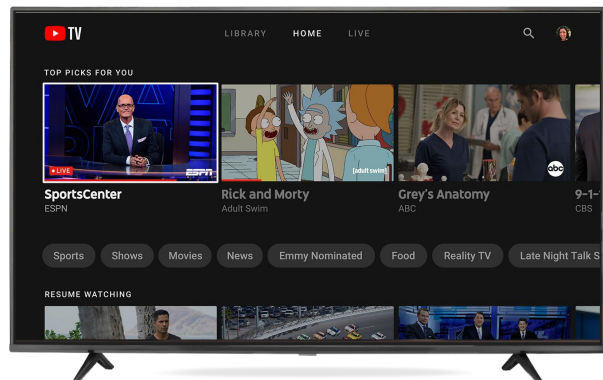 TV
LIBRARY HOME LIVE
TOP PICKS FOR YOU
LIVE
ESPN
[adult swim]
abc
SportsCenter Rick and Morty Grey's Anatomy 9-1-
ESPN Adult Swim ABC CBS
Sports Shows Movies News Emmy Nominated Food Reality TV Late Night Talk S
RESUME WATCHING